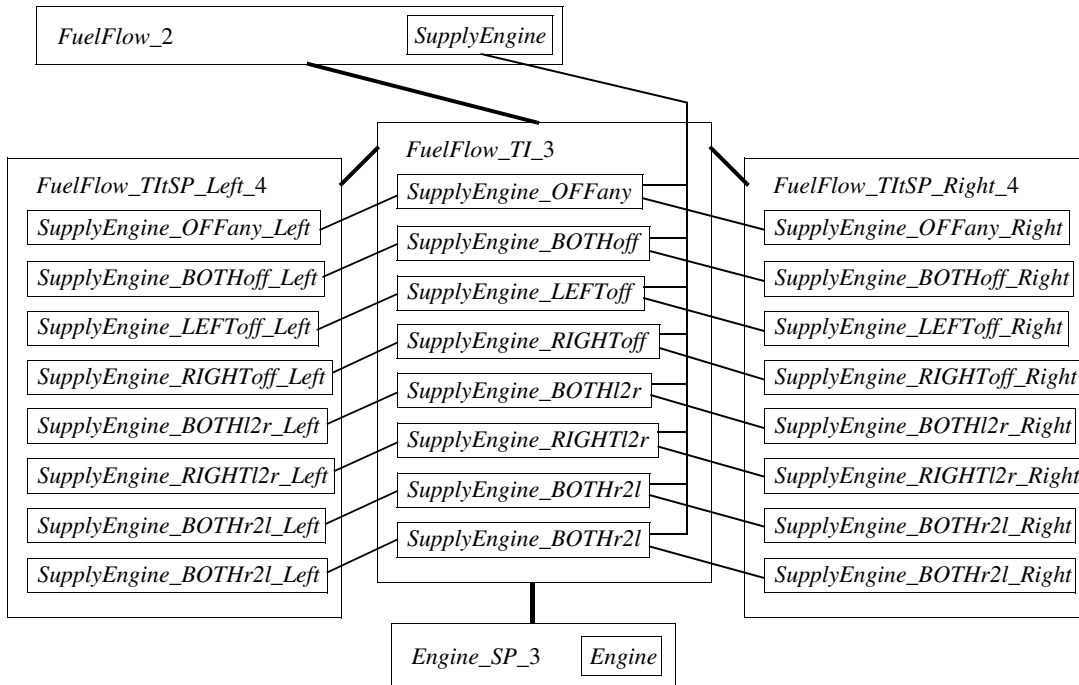 FuelFlow_2
SupplyEngine
FuelFlow_TI_3
SupplyEngine_OFFany
SupplyEngine_BOTHoff
SupplyEngine_LEFToff
SupplyEngine_RIGHToff
SupplyEngine_BOTHl2r
SupplyEngine_RIGHTl2r
SupplyEngine_BOTHr2l
SupplyEngine_BOTHr2l
FuelFlow_TItSP_Left_4
SupplyEngine_OFFany_Left
SupplyEngine_BOTHoff_Left
SupplyEngine_LEFToff_Left
SupplyEngine_RIGHToff_Left
SupplyEngine_BOTHl2r_Left
SupplyEngine_RIGHTl2r_Left
SupplyEngine_BOTHr2l_Left
SupplyEngine_BOTHr2l_Left
FuelFlow_TItSP_Right_4
SupplyEngine_OFFany_Right
SupplyEngine_BOTHoff_Right
SupplyEngine_LEFToff_Right
SupplyEngine_RIGHToff_Right
SupplyEngine_BOTHl2r_Right
SupplyEngine_RIGHTl2r_Right
SupplyEngine_BOTHr2l_Right
SupplyEngine_BOTHr2l_Right
Engine_SP_3
Engine